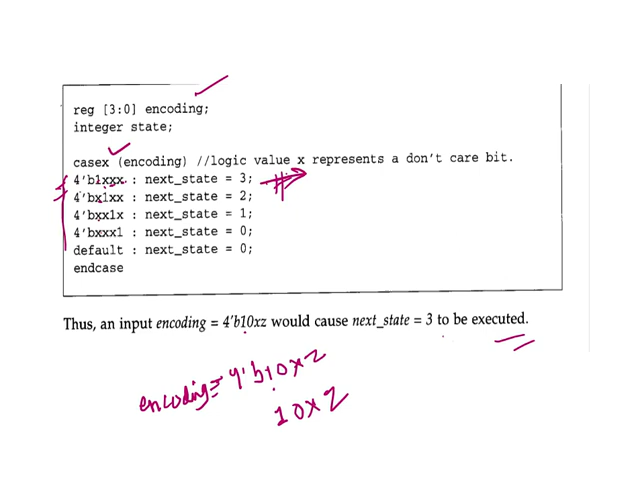 reg [3:0] encoding;
integer state;
casex (encoding) //logic value x represents a don't care bit.
4'b1xxx : next_state = 3;
4'bx1xx : next_state = 2;
4'bxx1x : next_state = 1;
4'bxxx1 : next_state = 0;
default : next_state = 0;
endcase
Thus, an input encoding = 4'b10xz would cause next_state = 3 to be executed.
encoding = 4'b10xz
10xz